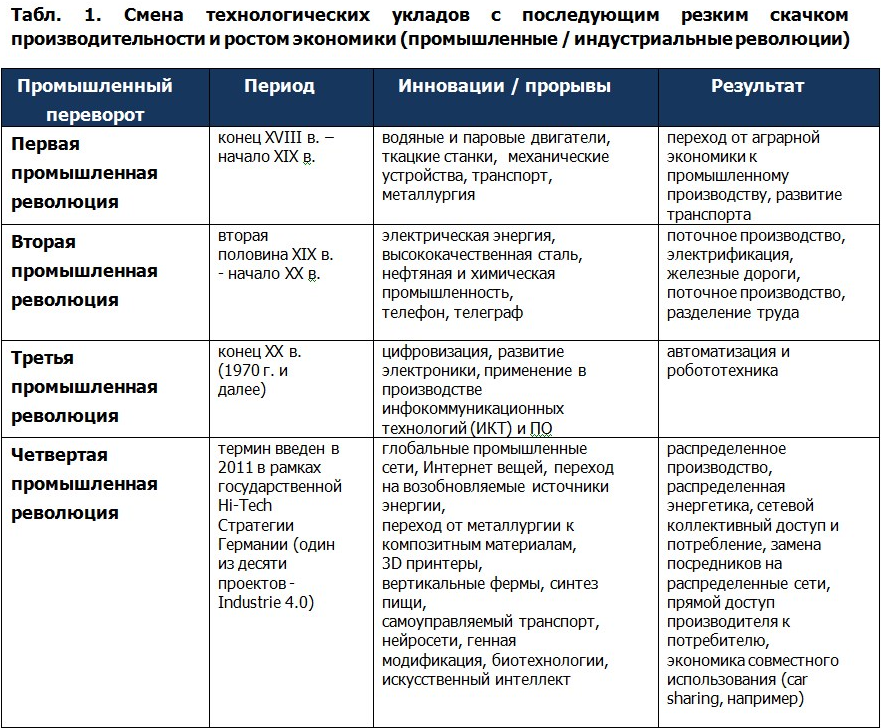 Табл. 1. Смена технологических укладов с последующим резким скачком
производительности и ростом экономики (промышленные / индустриальные революции)
Промышленный
переворот
Период
Инновации / прорывы
Результат
Первая
промышленная
революция
конец XVIII в. –
начало XIX в.
водяные и паровые двигатели,
ткацкие станки, механические
устройства, транспорт,
металлургия
переход от аграрной
экономики к
промышленному
производству, развитие
транспорта
Вторая
промышленная
революция
вторая
половина XIX в.
- начало XX в.
электрическая энергия,
высококачественная сталь,
нефтяная и химическая
промышленность,
телефон, телеграф
поточное производство,
электрификация,
железные дороги,
поточное производство,
разделение труда
Третья
промышленная
революция
конец XX в.
(1970 г. и
далее)
цифровизация, развитие
электроники, применение в
производстве
инфокоммуникационных
технологий (ИКТ) и ПО
автоматизация и
робототехника
Четвертая
промышленная
революция
термин введен в
2011 в рамках
государственной
Hi-Tech
Стратегии
Германии (один
из десяти
проектов -
Industrie 4.0)
глобальные промышленные
сети, Интернет вещей, переход
на возобновляемые источники
энергии,
переход от металлургии к
композитным материалам,
3D принтеры,
вертикальные фермы, синтез
пищи,
самоуправляемый транспорт,
нейросети, генная
модификация, биотехнологии,
искусственный интеллект
распределенное
производство,
распределенная
энергетика, сетевой
коллективный доступ и
потребление, замена
посредников на
распределенные сети,
прямой доступ
производителя к
потребителю,
экономика совместного
использования (car
sharing, например)